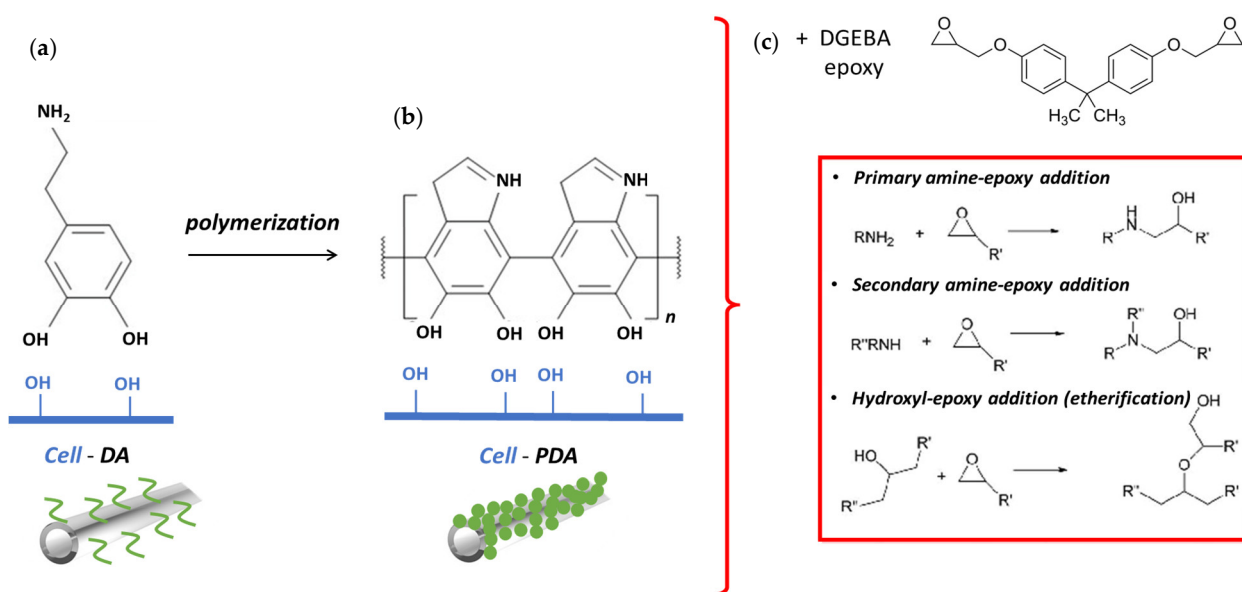 (a)
NH₂
OH
OH
OH
OH
Cell - DA
polymerization
(b)
NH
NH
n
OH
OH
OH
OH
OH
OH
OH
OH
Cell - PDA
(c) + DGEBA
epoxy
O
O
O
O
H₃C
CH₃
• Primary amine-epoxy addition
RNH₂ + O R' R H N OH R'
• Secondary amine-epoxy addition
R"RNH + O R' R R" N OH R'
• Hydroxyl-epoxy addition (etherification)
HO R' R" + O R' OH R' O R" R'